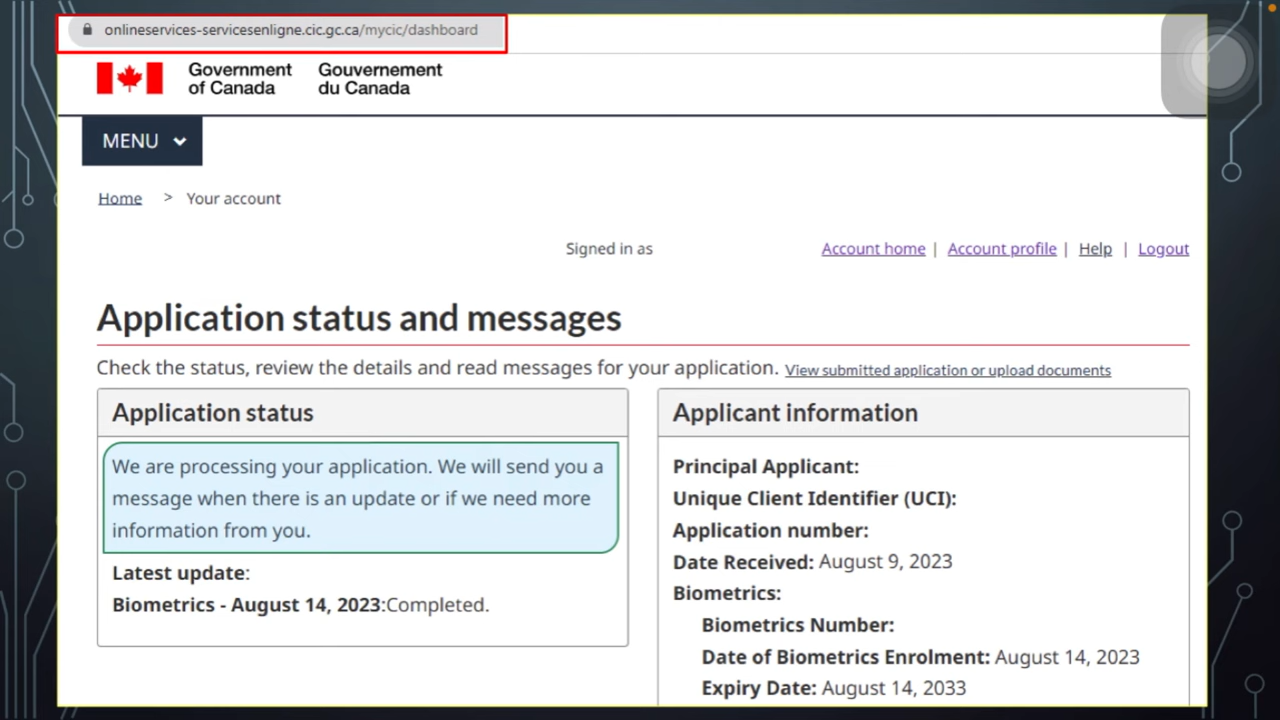 onlineservices-servicesenligne.cic.gc.ca/mycic/dashboard
Government Gouvernement
of Canada du Canada
MENU
Home > Your account
Signed in as Account home | Account profile | Help | Logout
Application status and messages
Check the status, review the details and read messages for your application. View submitted application or upload documents
Application status
We are processing your application. We will send you a
message when there is an update or if we need more
information from you.
Latest update:
Biometrics - August 14, 2023:Completed.
Applicant information
Principal Applicant:
Unique Client Identifier (UCI):
Application number:
Date Received: August 9, 2023
Biometrics:
Biometrics Number:
Date of Biometrics Enrolment: August 14, 2023
Expiry Date: August 14, 2033